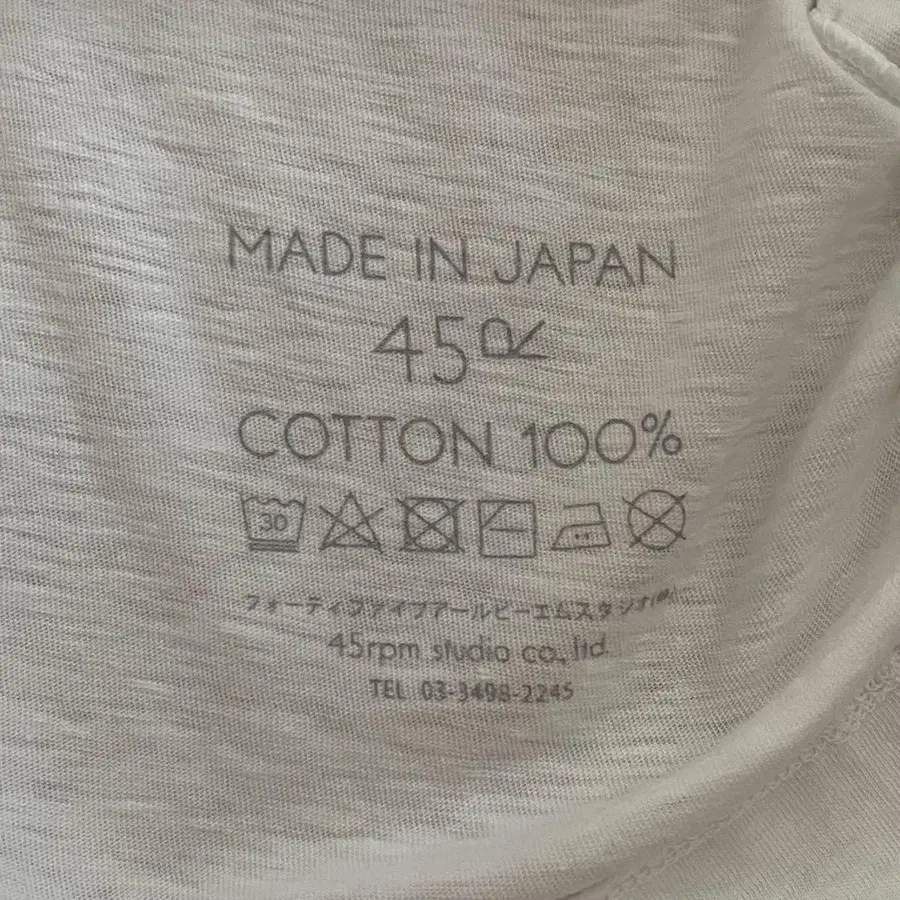 MADE IN JAPAN
45R
COTTON 100%
30
フォーティファイブアールピーエムスタジオ(株)
45rpm studio co., ltd.
TEL 03-3498-2245